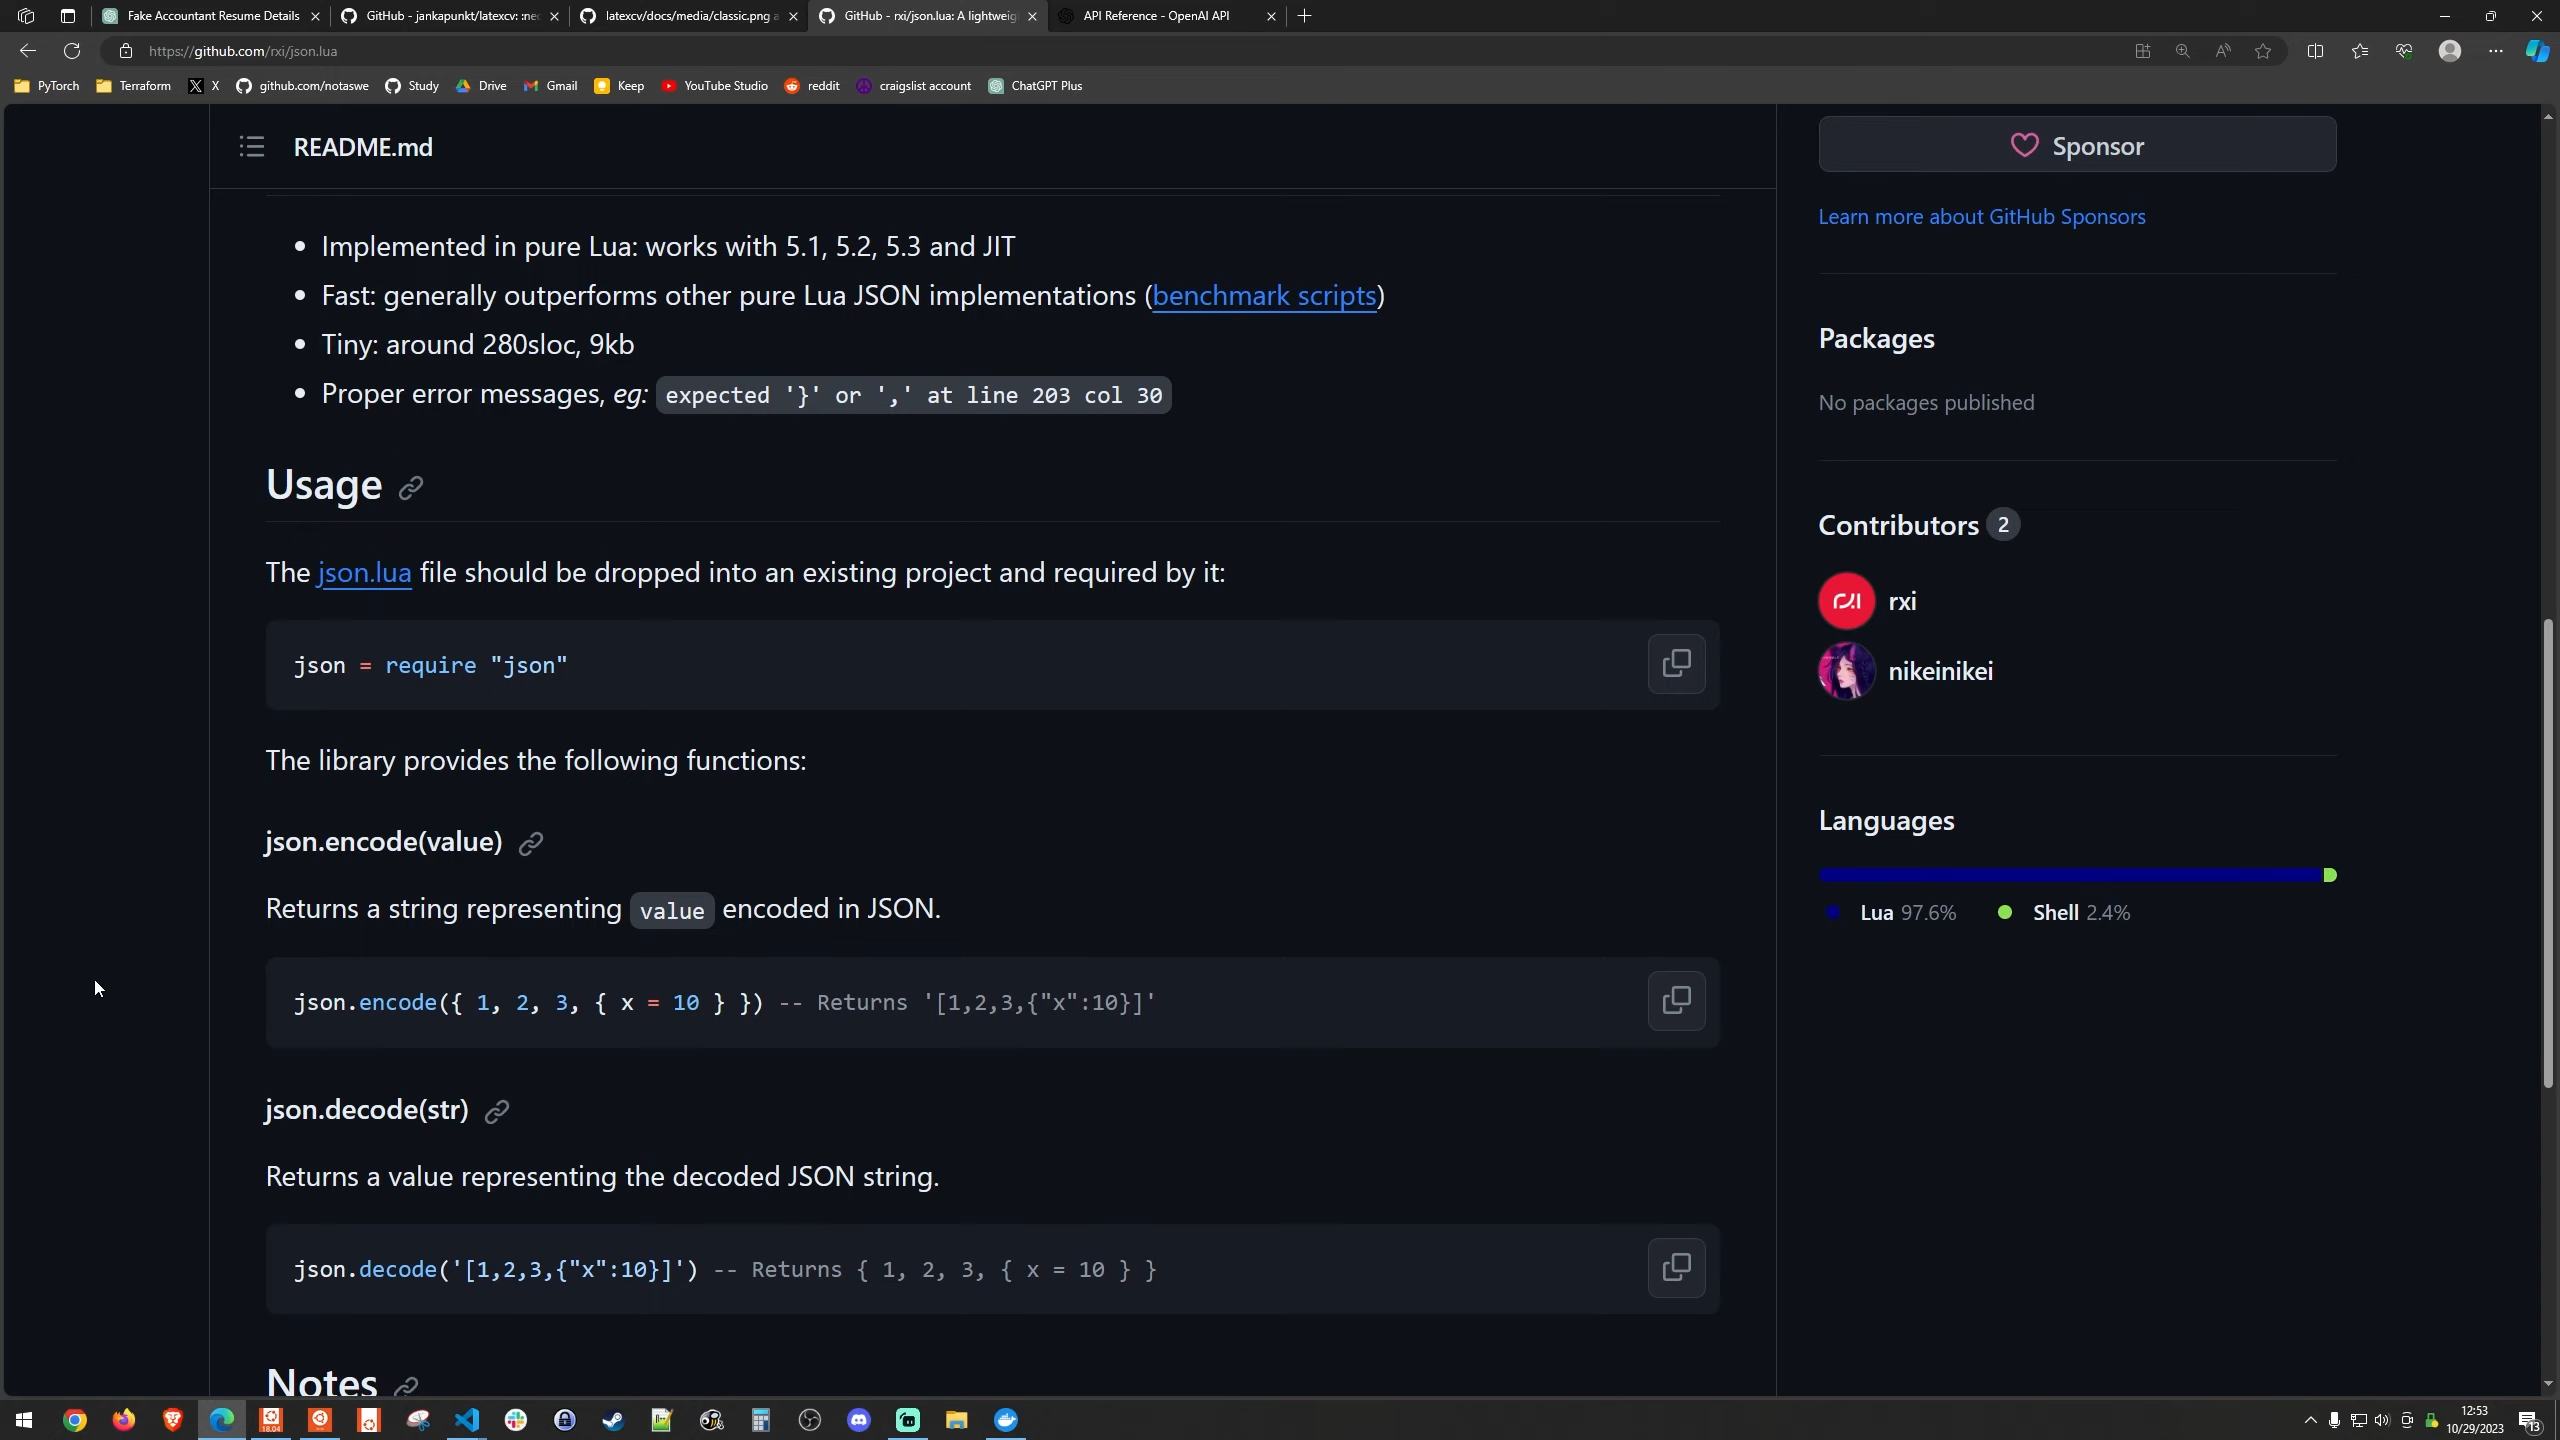 Fake Accountant Resume Details
GitHub - jankapunkt/latexcv: :nec
latexcv/docs/media/classic.png a
GitHub - rxi/json.lua: A lightweig
API Reference - OpenAI API
https://github.com/rxi/json.lua
PyTorch
Terraform
X
github.com/notaswe
Study
Drive
Gmail
Keep
YouTube Studio
reddit
craigslist account
ChatGPT Plus
README.md
Implemented in pure Lua: works with 5.1, 5.2, 5.3 and JIT
Fast: generally outperforms other pure Lua JSON implementations (benchmark scripts)
Tiny: around 280sloc, 9kb
Proper error messages, eg: expected '}' or ',' at line 203 col 30
Usage
The json.lua file should be dropped into an existing project and required by it:
json = require "json"
The library provides the following functions:
json.encode(value)
Returns a string representing value encoded in JSON.
json.encode({ 1, 2, 3, { x = 10 } }) -- Returns '[1,2,3,{"x":10}]'
json.decode(str)
Returns a value representing the decoded JSON string.
json.decode('[1,2,3,{"x":10}]') -- Returns { 1, 2, 3, { x = 10 } }
Notes
Sponsor
Learn more about GitHub Sponsors
Packages
No packages published
Contributors 2
rxi
nikeinikei
Languages
Lua 97.6%
Shell 2.4%
18.04
12:53
10/29/2023
13